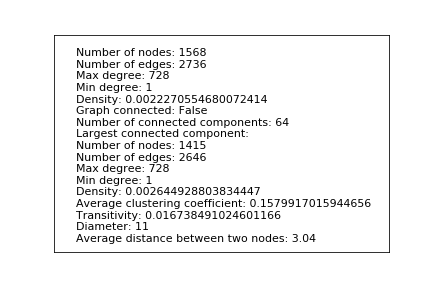 Number of nodes: 1568
Number of edges: 2736
Max degree: 728
Min degree: 1
Density: 0.0022270554680072414
Graph connected: False
Number of connected components: 64
Largest connected component:
Number of nodes: 1415
Number of edges: 2646
Max degree: 728
Min degree: 1
Density: 0.002644928803834447
Average clustering coefficient: 0.1579917015944656
Transitivity: 0.016738491024601166
Diameter: 11
Average distance between two nodes: 3.04